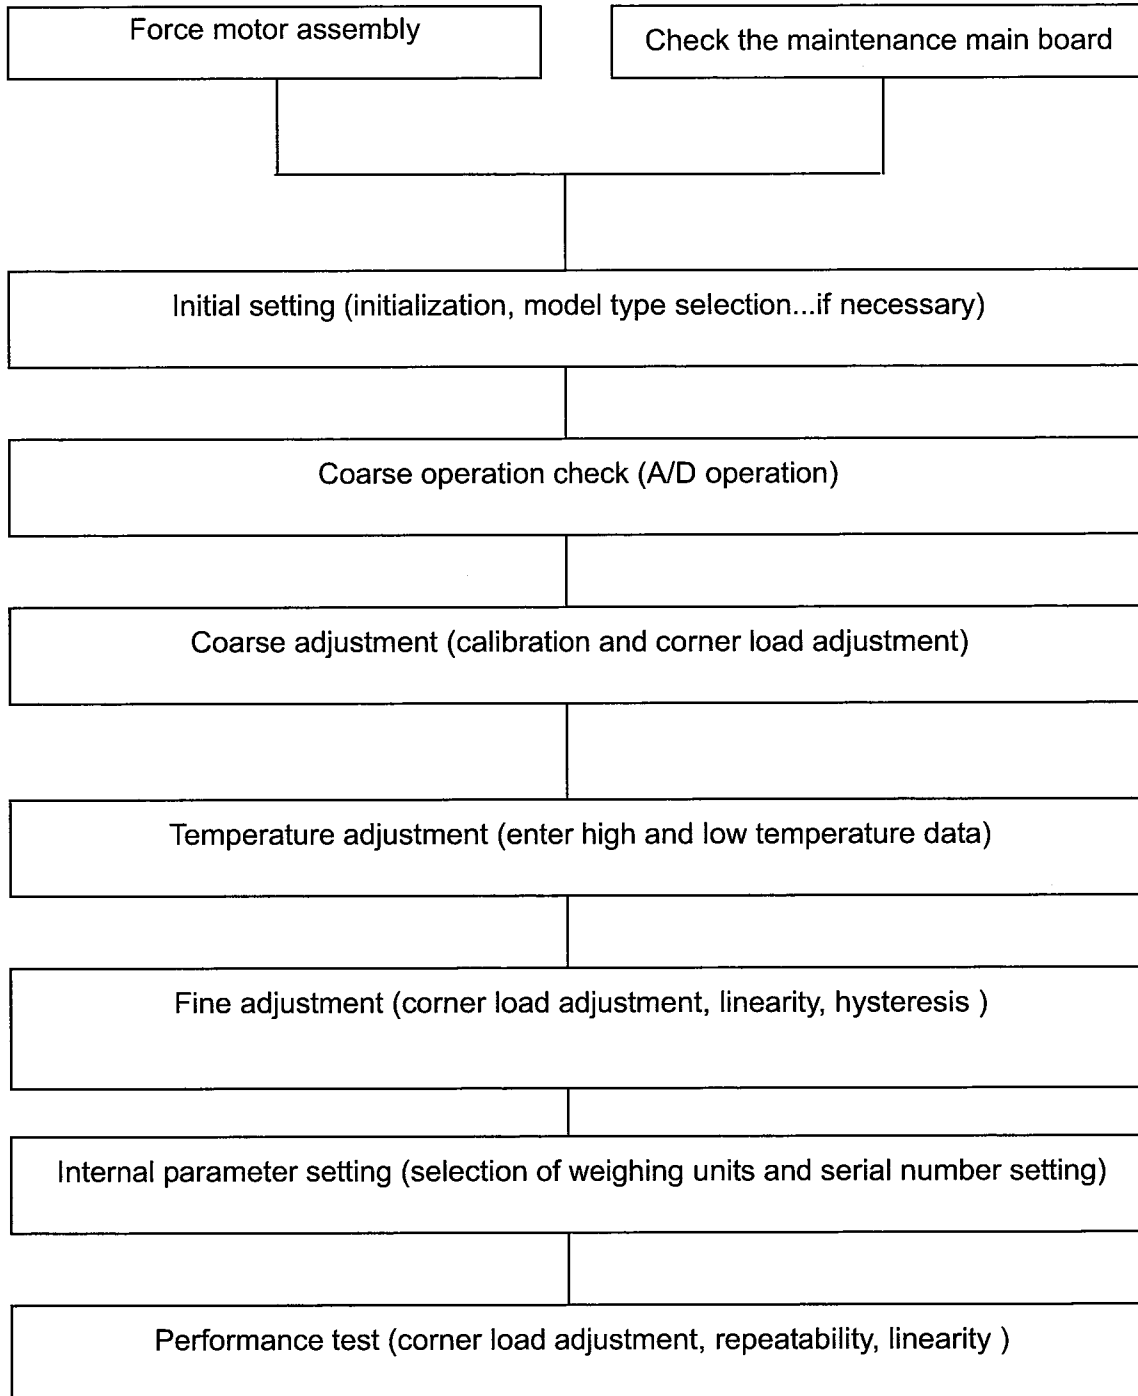 Force motor assembly
Check the maintenance main board
Initial setting (initialization, model type selection...if necessary)
Coarse operation check (A/D operation)
Coarse adjustment (calibration and corner load adjustment)
Temperature adjustment (enter high and low temperature data)
Fine adjustment (corner load adjustment, linearity, hysteresis )
Internal parameter setting (selection of weighing units and serial number setting)
Performance test (corner load adjustment, repeatability, linearity )